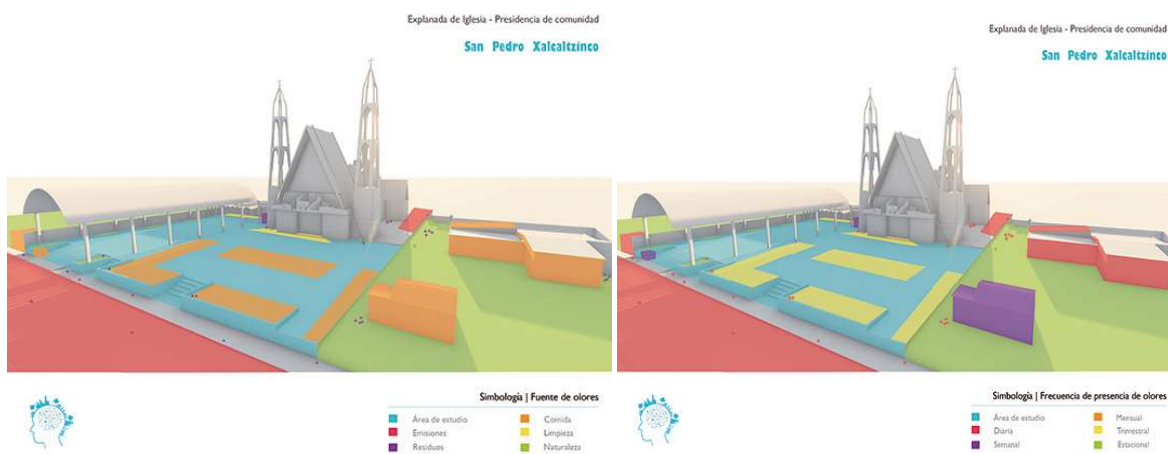 Explanada de Iglesia - Presidencia de comunidad
San Pedro Xalcaltzinco
Simbología | Fuente de olores
Área de estudio
Emisiones
Residuos
Comida
Limpieza
Naturaleza
Explanada de Iglesia - Presidencia de comunidad
San Pedro Xalcaltzinco
Simbología | Frecuencia de presencia de olores
Área de estudio
Diaria
Semanal
Mensual
Trimestral
Estacional